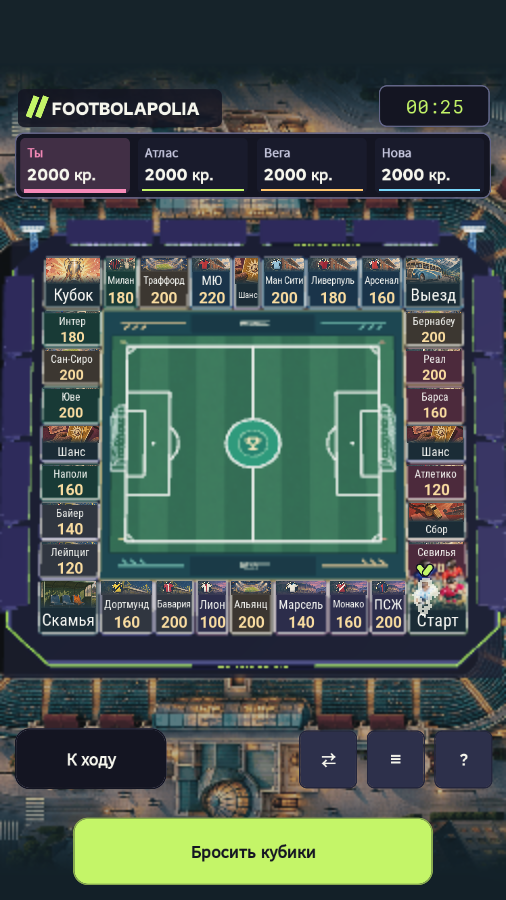 FOOTBOLAPOLIA
00:25
Ты
2000 кр.
Атлас
2000 кр.
Вега
2000 кр.
Нова
2000 кр.
Кубок
Милан
180
Траффорд
200
МЮ
220
Шанс
Ман Сити
200
Ливерпуль
180
Арсенал
160
Выезд
Интер
180
Бернабеу
200
Сан-Сиро
200
Реал
200
Юве
200
Барса
160
Шанс
Шанс
Наполи
160
Атлетико
120
Байер
140
Сбор
Лейпциг
120
Севилья
Скамья
Дортмунд
160
Бавария
200
Лион
100
Альянц
200
Марсель
140
Монако
160
ПСЖ
200
Старт
К ходу
⇄
≡
?
Бросить кубики